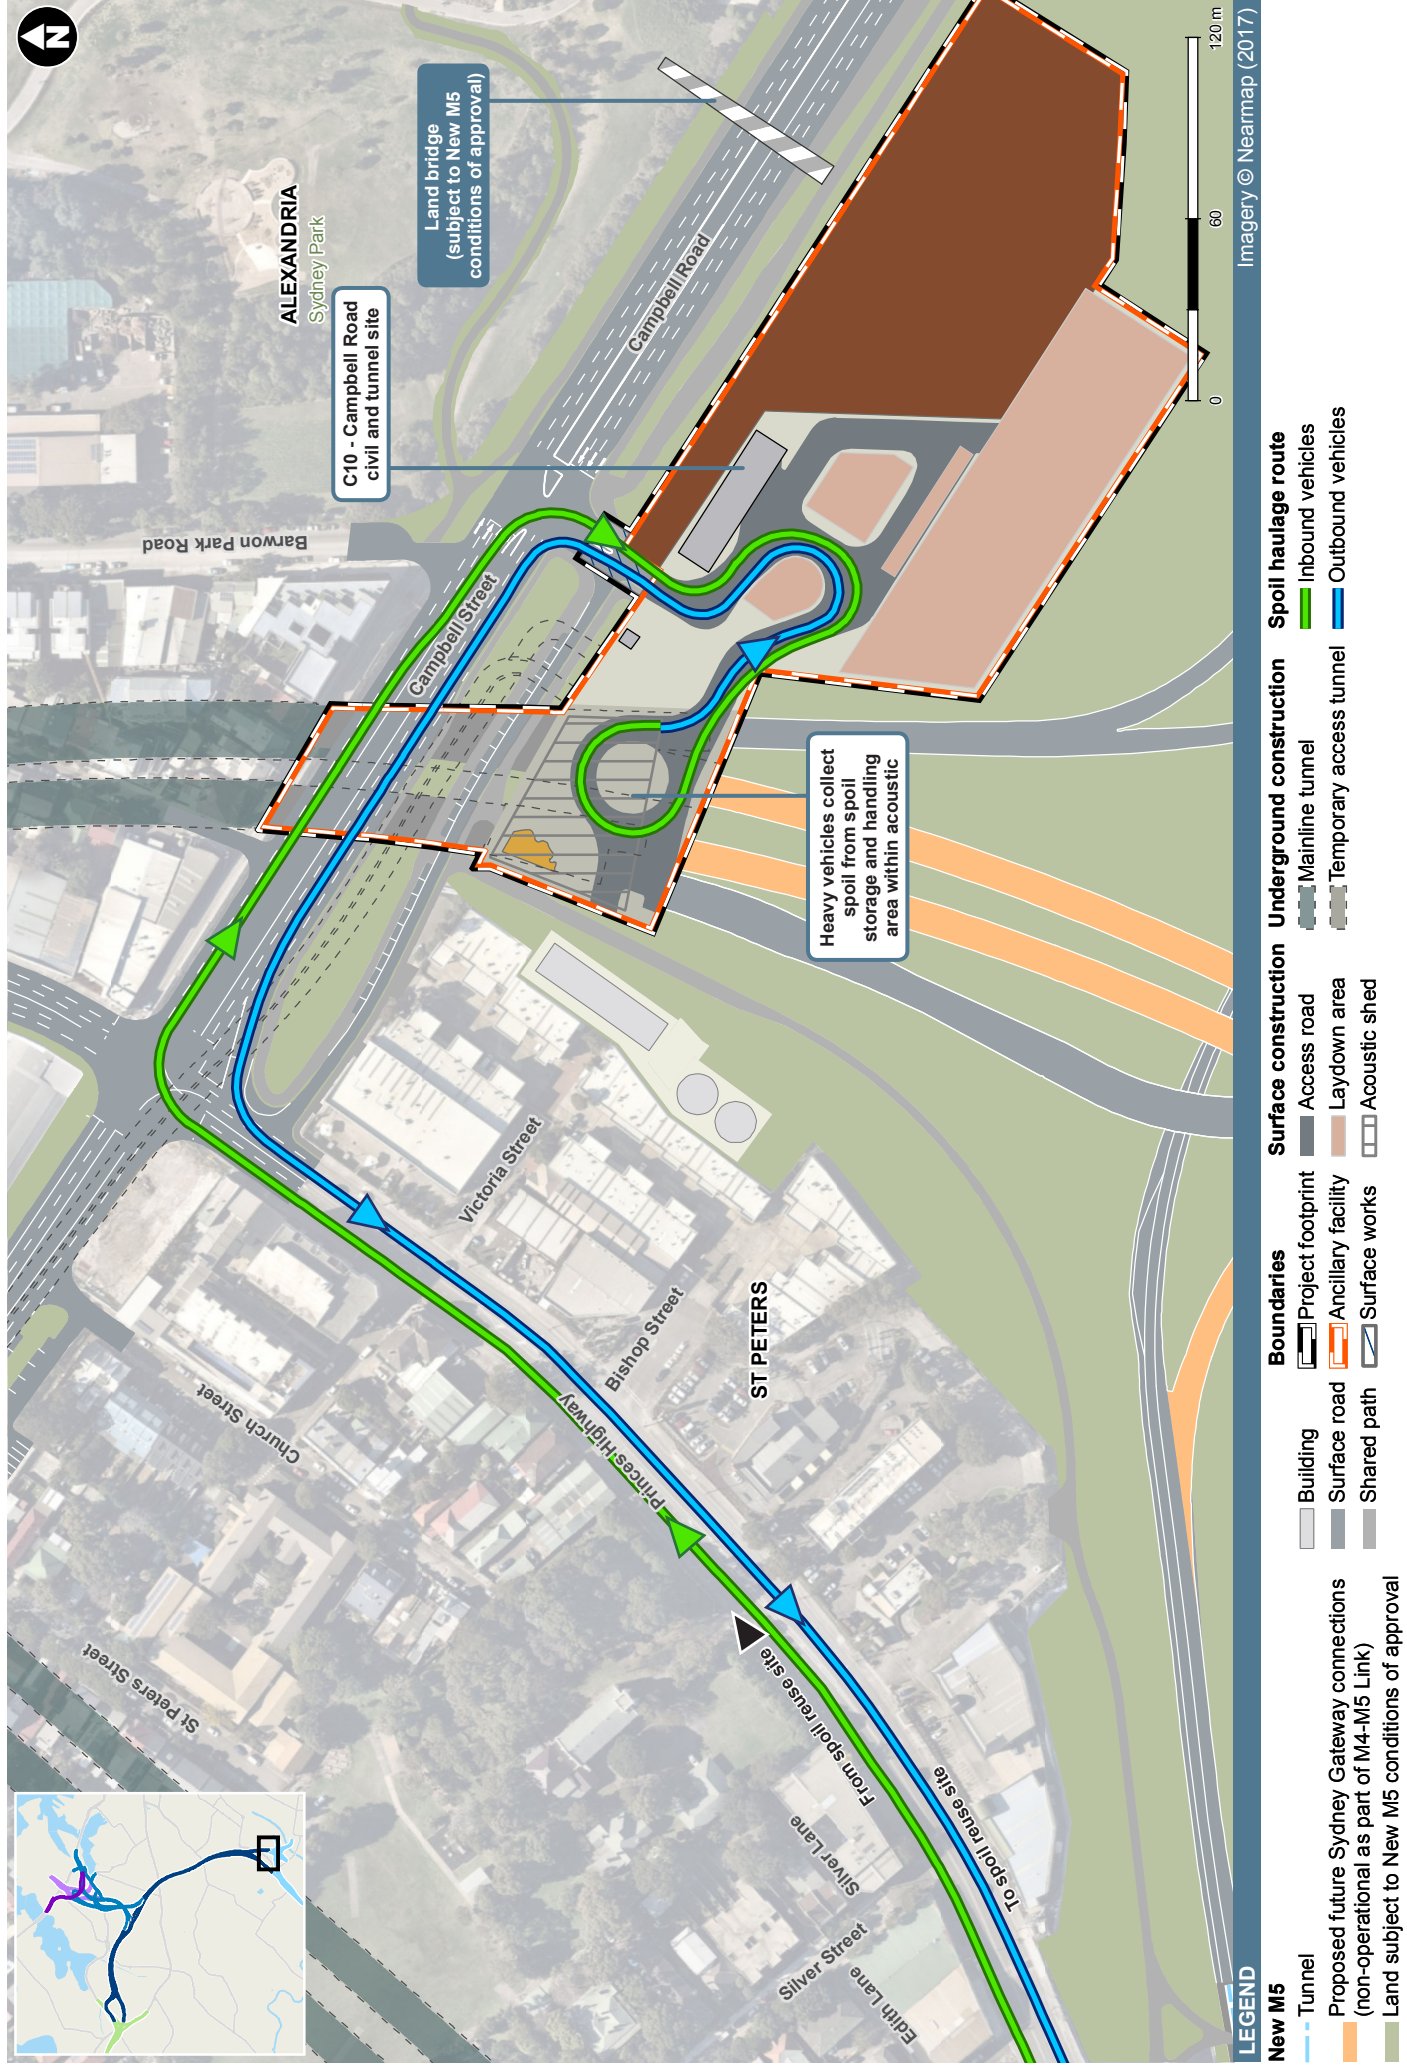 N
ALEXANDRIA
Sydney Park
Land bridge
(subject to New M5
conditions of approval)
C10 - Campbell Road
civil and tunnel site
Barwon Park Road
Campbell Road
Campbell Street
Heavy vehicles collect
spoil from spoil
storage and handling
area within acoustic
Victoria Street
Bishop Street
ST PETERS
Princes Highway
Church Street
St Peters Street
From spoil reuse site
To spoil reuse site
Silver Lane
Silver Street
Edith Lane
0
60
120 m
Imagery © Nearmap (2017)
LEGEND
New M5
Tunnel
Proposed future Sydney Gateway connections
(non-operational as part of M4-M5 Link)
Land subject to New M5 conditions of approval
Building
Surface road
Shared path
Boundaries
Project footprint
Ancillary facility
Surface works
Surface construction
Access road
Laydown area
Acoustic shed
Underground construction
Mainline tunnel
Temporary access tunnel
Spoil haulage route
Inbound vehicles
Outbound vehicles